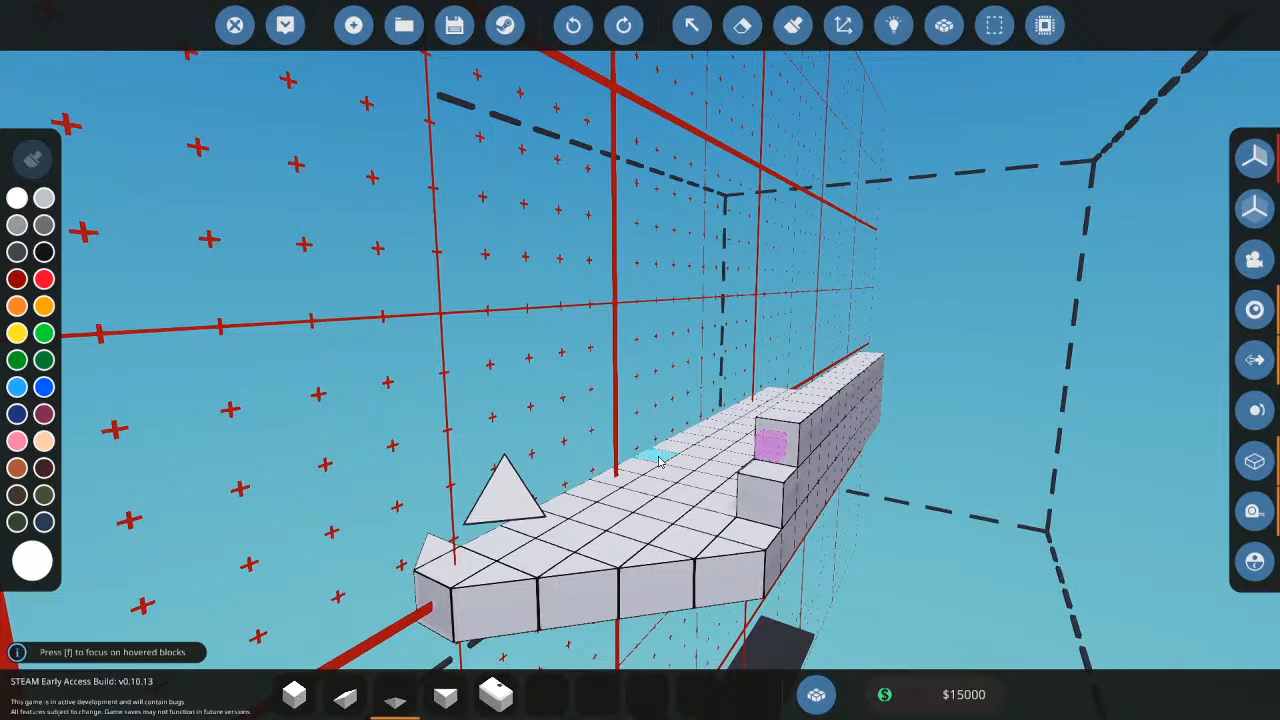 Press [f] to focus on hovered blocks
STEAM Early Access Build: v0.10.13
This game is in active development and will contain bugs
All features subject to change. Game saves may not function in future versions
$15000